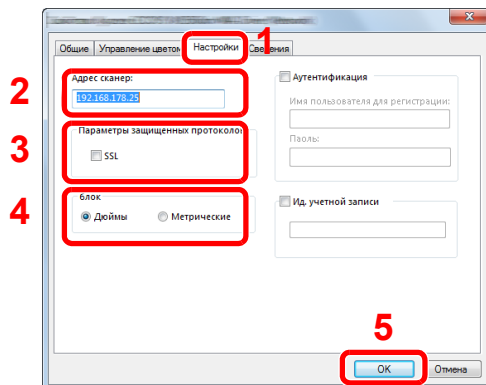 1
Общие Управление цветом Настройки Сведения
2
Адрес сканер:
192.168.178.25
Аутентификация
Имя пользователя для регистрации:
Паоль:
3
Параметры защищенных протоколов
SSL
4
блок
Дюймы Метрические
Ид. учетной записи
5
OK Отмена